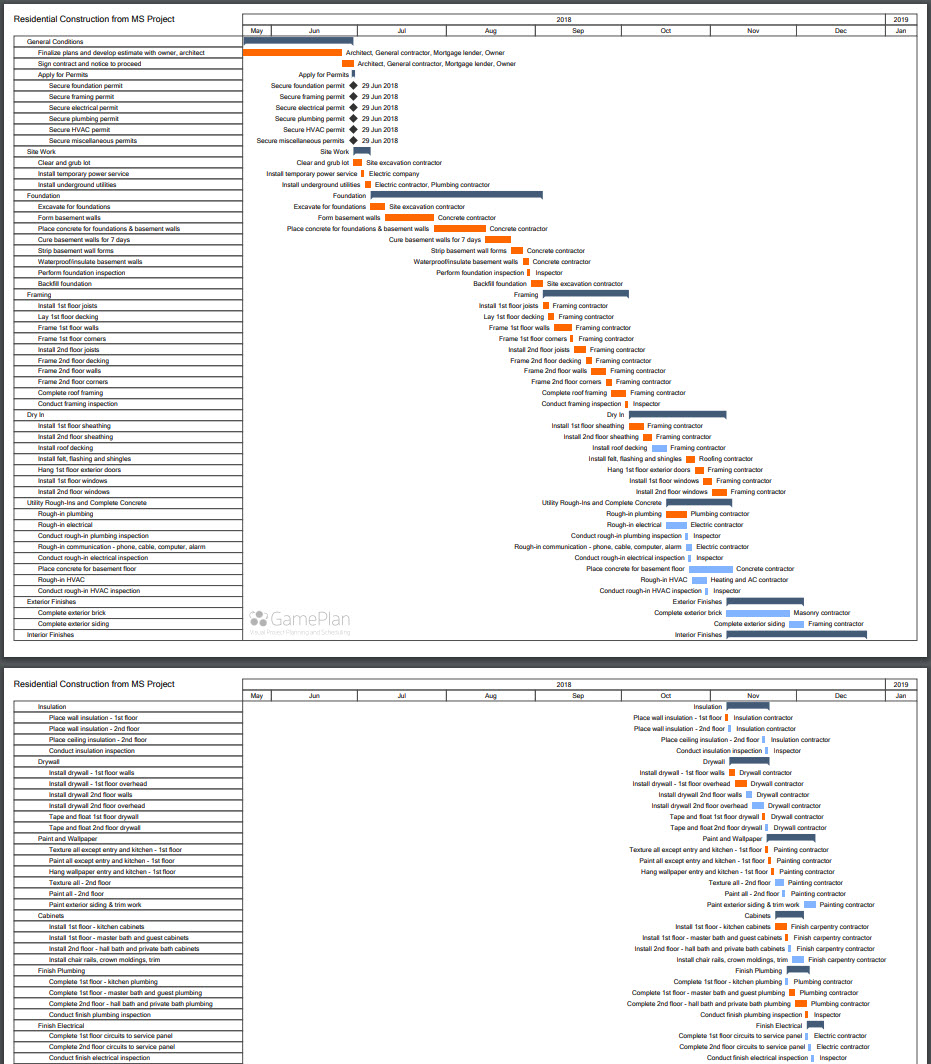 Residential Construction from MS Project
2018 2019
May Jun Jul Aug Sep Oct Nov Dec Jan
General Conditions
Finalize plans and develop estimate with owner, architect Architect, General contractor, Mortgage lender, Owner
Sign contract and notice to proceed Architect, General contractor, Mortgage lender, Owner
Apply for Permits Apply for Permits
Secure foundation permit Secure foundation permit 29 Jun 2018
Secure framing permit Secure framing permit 29 Jun 2018
Secure electrical permit Secure electrical permit 29 Jun 2018
Secure plumbing permit Secure plumbing permit 29 Jun 2018
Secure HVAC permit Secure HVAC permit 29 Jun 2018
Secure miscellaneous permits Secure miscellaneous permits 29 Jun 2018
Site Work Site Work
Clear and grub lot Clear and grub lot Site excavation contractor
Install temporary power service Install temporary power service Electric company
Install underground utilities Install underground utilities Electric contractor, Plumbing contractor
Foundation Foundation
Excavate for foundations Excavate for foundations Site excavation contractor
Form basement walls Form basement walls Concrete contractor
Place concrete for foundations & basement walls Place concrete for foundations & basement walls Concrete contractor
Cure basement walls for 7 days Cure basement walls for 7 days
Strip basement wall forms Strip basement wall forms Concrete contractor
Waterproof/insulate basement walls Waterproof/insulate basement walls Concrete contractor
Perform foundation inspection Perform foundation inspection Inspector
Backfill foundation Backfill foundation Site excavation contractor
Framing Framing
Install 1st floor joists Install 1st floor joists Framing contractor
Lay 1st floor decking Lay 1st floor decking Framing contractor
Frame 1st floor walls Frame 1st floor walls Framing contractor
Frame 1st floor corners Frame 1st floor corners Framing contractor
Install 2nd floor joists Install 2nd floor joists Framing contractor
Frame 2nd floor decking Frame 2nd floor decking Framing contractor
Frame 2nd floor walls Frame 2nd floor walls Framing contractor
Frame 2nd floor corners Frame 2nd floor corners Framing contractor
Complete roof framing Complete roof framing Framing contractor
Conduct framing inspection Conduct framing inspection Inspector
Dry In Dry In
Install 1st floor sheathing Install 1st floor sheathing Framing contractor
Install 2nd floor sheathing Install 2nd floor sheathing Framing contractor
Install roof decking Install roof decking Framing contractor
Install felt, flashing and shingles Install felt, flashing and shingles Roofing contractor
Hang 1st floor exterior doors Hang 1st floor exterior doors Framing contractor
Install 1st floor windows Install 1st floor windows Framing contractor
Install 2nd floor windows Install 2nd floor windows Framing contractor
Utility Rough-Ins and Complete Concrete Utility Rough-Ins and Complete Concrete
Rough-in plumbing Rough-in plumbing Plumbing contractor
Rough-in electrical Rough-in electrical Electric contractor
Conduct rough-in plumbing inspection Conduct rough-in plumbing inspection Inspector
Rough-in communication - phone, cable, computer, alarm Rough-in communication - phone, cable, computer, alarm Electric contractor
Conduct rough-in electrical inspection Conduct rough-in electrical inspection Inspector
Place concrete for basement floor Place concrete for basement floor Concrete contractor
Rough-in HVAC Rough-in HVAC Heating and AC contractor
Conduct rough-in HVAC inspection Conduct rough-in HVAC inspection Inspector
Exterior Finishes Exterior Finishes
Complete exterior brick Complete exterior brick Masonry contractor
Complete exterior siding Complete exterior siding Framing contractor
Interior Finishes Interior Finishes
GamePlan
Visual Project Planning and Scheduling
Residential Construction from MS Project
2018 2019
May Jun Jul Aug Sep Oct Nov Dec Jan
Insulation Insulation
Place wall insulation - 1st floor Place wall insulation - 1st floor Insulation contractor
Place wall insulation - 2nd floor Place wall insulation - 2nd floor Insulation contractor
Place ceiling insulation - 2nd floor Place ceiling insulation - 2nd floor Insulation contractor
Conduct insulation inspection Conduct insulation inspection Inspector
Drywall Drywall
Install drywall - 1st floor walls Install drywall - 1st floor walls Drywall contractor
Install drywall - 1st floor overhead Install drywall - 1st floor overhead Drywall contractor
Install drywall 2nd floor walls Install drywall 2nd floor walls Drywall contractor
Install drywall 2nd floor overhead Install drywall 2nd floor overhead Drywall contractor
Tape and float 1st floor drywall Tape and float 1st floor drywall Drywall contractor
Tape and float 2nd floor drywall Tape and float 2nd floor drywall Drywall contractor
Paint and Wallpaper Paint and Wallpaper
Texture all except entry and kitchen - 1st floor Texture all except entry and kitchen - 1st floor Painting contractor
Paint all except entry and kitchen - 1st floor Paint all except entry and kitchen - 1st floor Painting contractor
Hang wallpaper entry and kitchen - 1st floor Hang wallpaper entry and kitchen - 1st floor Painting contractor
Texture all - 2nd floor Texture all - 2nd floor Painting contractor
Paint all - 2nd floor Paint all - 2nd floor Painting contractor
Paint exterior siding & trim work Paint exterior siding & trim work Painting contractor
Cabinets Cabinets
Install 1st floor - kitchen cabinets Install 1st floor - kitchen cabinets Finish carpentry contractor
Install 1st floor - master bath and guest cabinets Install 1st floor - master bath and guest cabinets Finish carpentry contractor
Install 2nd floor - hall bath and private bath cabinets Install 2nd floor - hall bath and private bath cabinets Finish carpentry contractor
Install chair rails, crown moldings, trim Install chair rails, crown moldings, trim Finish carpentry contractor
Finish Plumbing Finish Plumbing
Complete 1st floor - kitchen plumbing Complete 1st floor - kitchen plumbing Plumbing contractor
Complete 1st floor - master bath and guest plumbing Complete 1st floor - master bath and guest plumbing Plumbing contractor
Complete 2nd floor - hall bath and private bath plumbing Complete 2nd floor - hall bath and private bath plumbing Plumbing contractor
Conduct finish plumbing inspection Conduct finish plumbing inspection Inspector
Finish Electrical Finish Electrical
Complete 1st floor circuits to service panel Complete 1st floor circuits to service panel Electric contractor
Complete 2nd floor circuits to service panel Complete 2nd floor circuits to service panel Electric contractor
Conduct finish electrical inspection Conduct finish electrical inspection Inspector